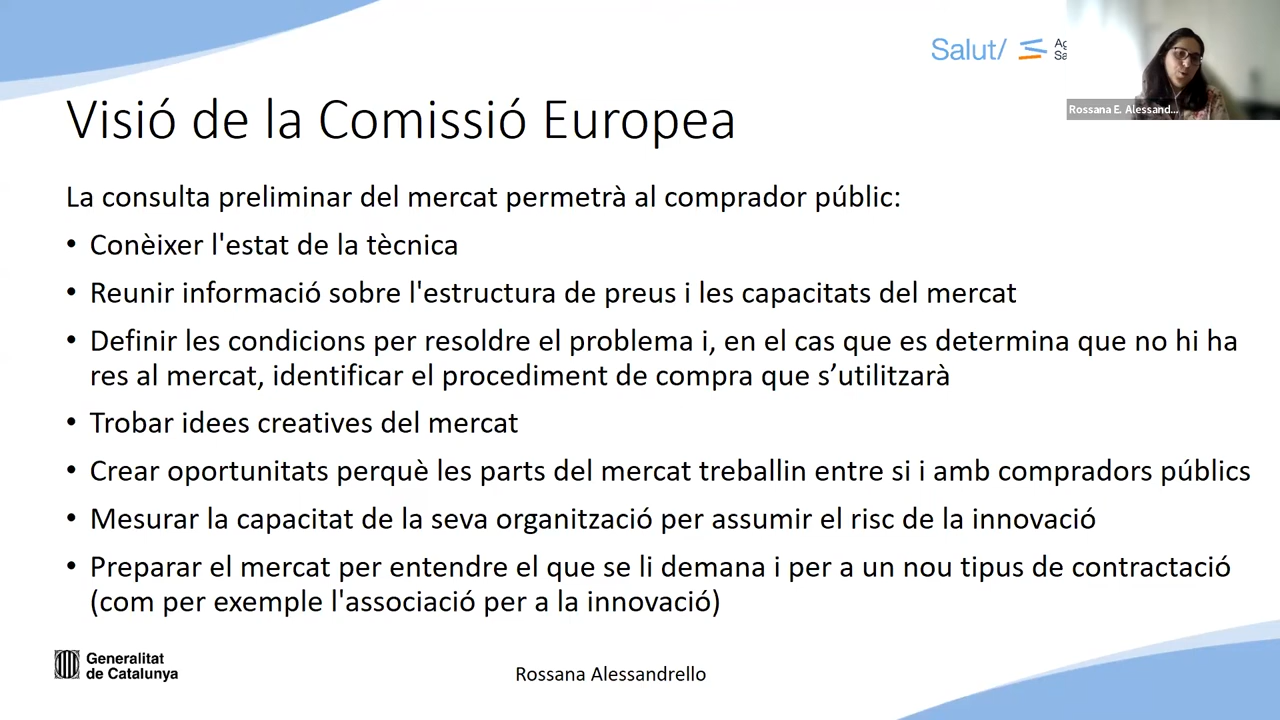 Salut/
Rossana E. Alessand...
Visió de la Comissió Europea
La consulta preliminar del mercat permetrà al comprador públic:
• Conèixer l'estat de la tècnica
• Reunir informació sobre l'estructura de preus i les capacitats del mercat
• Definir les condicions per resoldre el problema i, en el cas que es determina que no hi ha
res al mercat, identificar el procediment de compra que s’utilitzarà
• Trobar idees creatives del mercat
• Crear oportunitats perquè les parts del mercat treballin entre si i amb compradors públics
• Mesurar la capacitat de la seva organització per assumir el risc de la innovació
• Preparar el mercat per entendre el que se li demana i per a un nou tipus de contractació
(com per exemple l'associació per a la innovació)
Generalitat
de Catalunya
Rossana Alessandrello